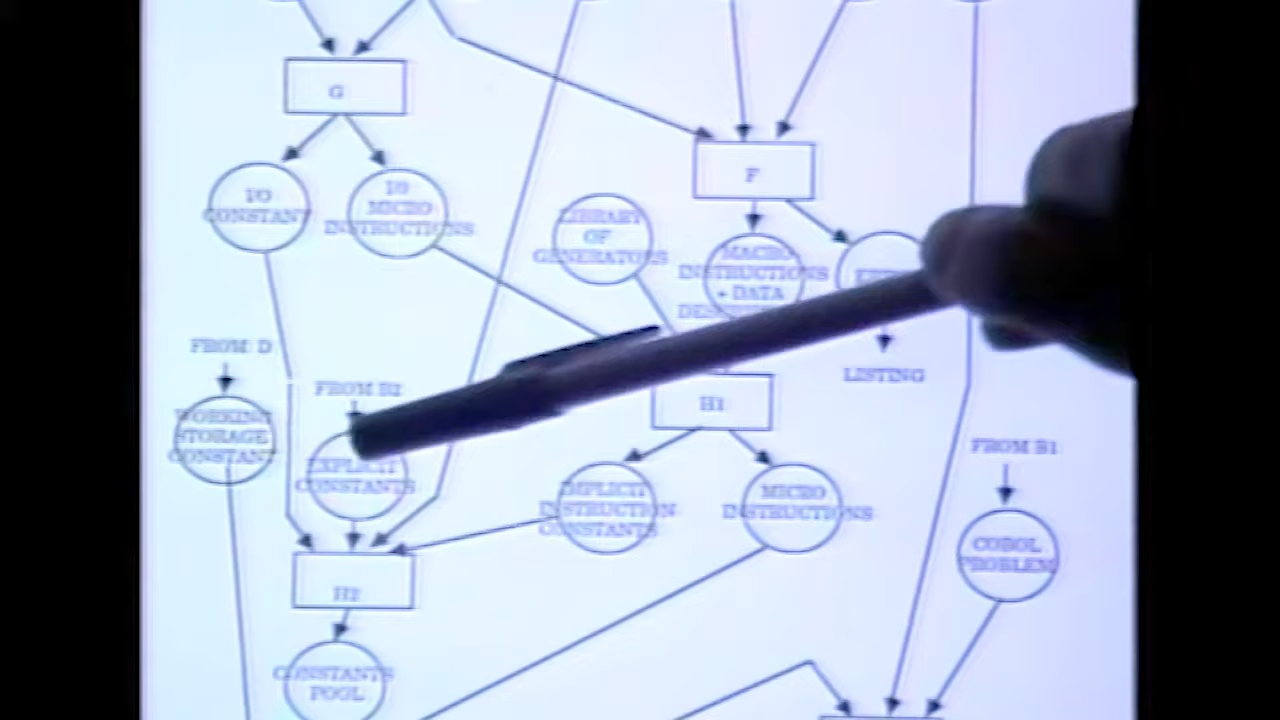 G
F
I/O
CONSTANT
I/O
MICRO
INSTRUCTIONS
LIBRARY
OF
GENERATORS
MACRO
INSTRUCTIONS
+ DATA
LISTING
FROM D
WORKING
STORAGE
CONSTANT
FROM B2
EXPLICIT
CONSTANTS
H1
IMPLICIT
INSTRUCTION
CONSTANTS
MICRO
INSTRUCTIONS
FROM B1
COBOL
PROBLEM
H2
CONSTANTS
POOL